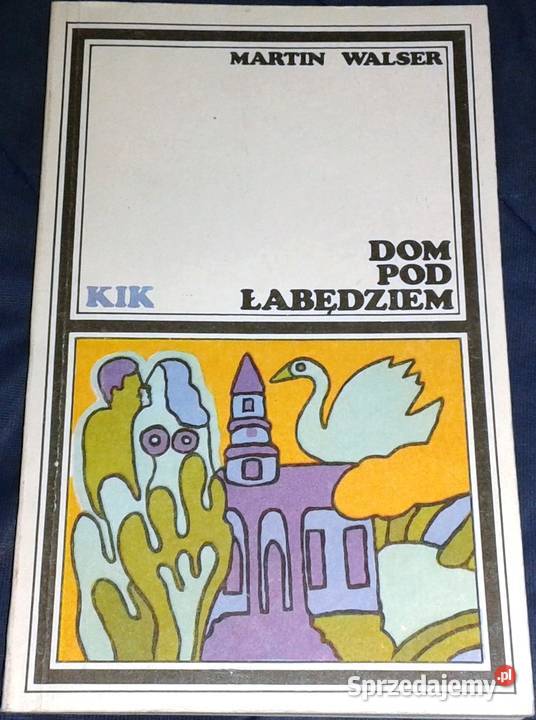 MARTIN WALSER
DOM
POD
KIK ŁABĘDZIEM
Sprzedajemy.pl